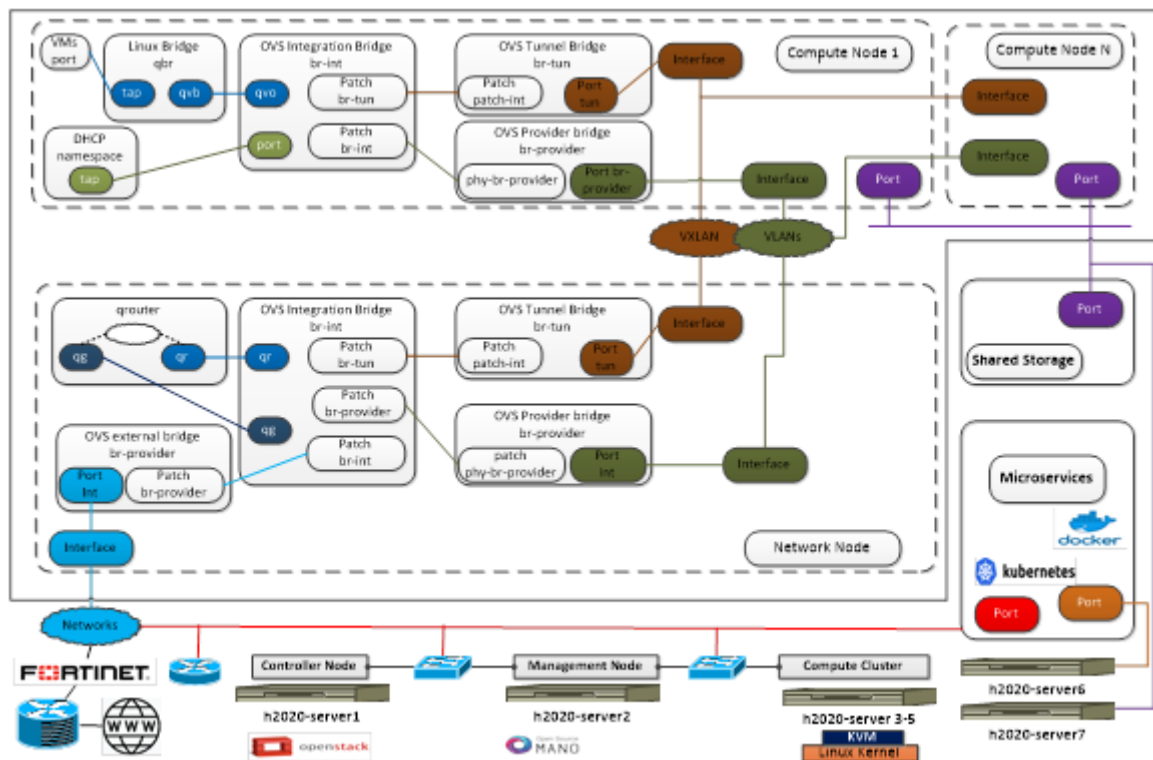 VMs
port
Linux Bridge
qbr
tap
qvb
OVS Integration Bridge
br-int
qvo
Patch
br-tun
port
Patch
br-int
OVS Tunnel Bridge
br-tun
Patch
patch-int
Port
tun
Interface
Compute Node 1
Compute Node N
Interface
DHCP
namespace
tap
OVS Provider bridge
br-provider
phy-br-provider
Port br-
provider
Interface
Port
Interface
Port
VXLAN
VLANs
qrouter
qg
qr
OVS Integration Bridge
br-int
qr
Patch
br-tun
Patch
br-provider
qg
Patch
br-int
OVS Tunnel Bridge
br-tun
Patch
patch-int
Port
tun
Interface
Port
Shared Storage
OVS external bridge
br-provider
Port
int
Patch
br-provider
OVS Provider bridge
br-provider
patch
phy-br-provider
Port
int
Interface
Interface
Network Node
Microservices
docker
kubernetes
Port
Port
Networks
FORTINET
WWW
Controller Node
Management Node
Compute Cluster
h2020-server1
h2020-server2
h2020-server 3-5
h2020-server6
h2020-server7
openstack
Open Source
MANO
KVM
Linux Kernel